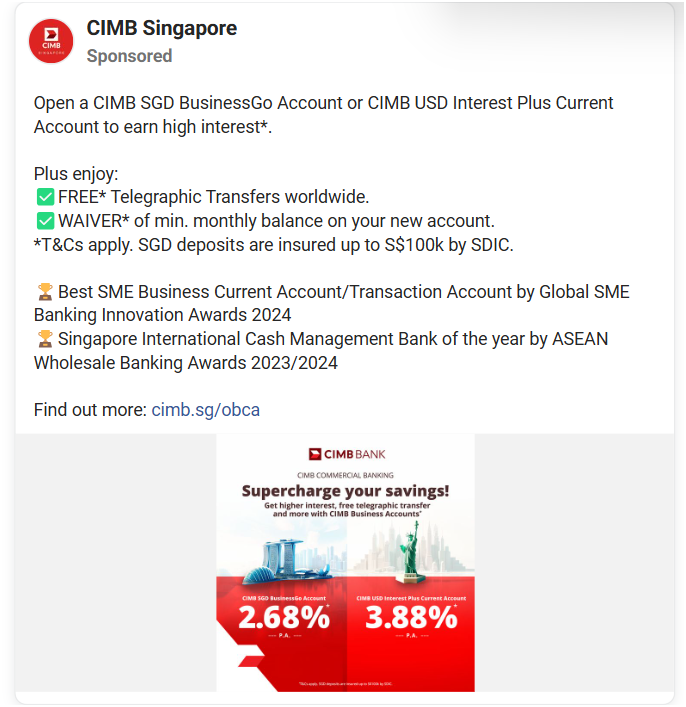 CIMB Singapore
CIMB
SINGAPORE
Sponsored
Open a CIMB SGD BusinessGo Account or CIMB USD Interest Plus Current
Account to earn high interest*.
Plus enjoy:
✅ FREE* Telegraphic Transfers worldwide.
✅ WAIVER* of min. monthly balance on your new account.
*T&Cs apply. SGD deposits are insured up to S$100k by SDIC.
🏆 Best SME Business Current Account/Transaction Account by Global SME
Banking Innovation Awards 2024
🏆 Singapore International Cash Management Bank of the year by ASEAN
Wholesale Banking Awards 2023/2024
Find out more: cimb.sg/obca
CIMB BANK
CIMB COMMERCIAL BANKING
Supercharge your savings!
Get higher interest, free telegraphic transfer
and more with CIMB Business Accounts*
CIMB SGD BusinessGo Account
2.68%*
P.A.
CIMB USD Interest Plus Current Account
3.88%*
P.A.
*T&Cs apply. SGD deposits are insured up to S$100k by SDIC.